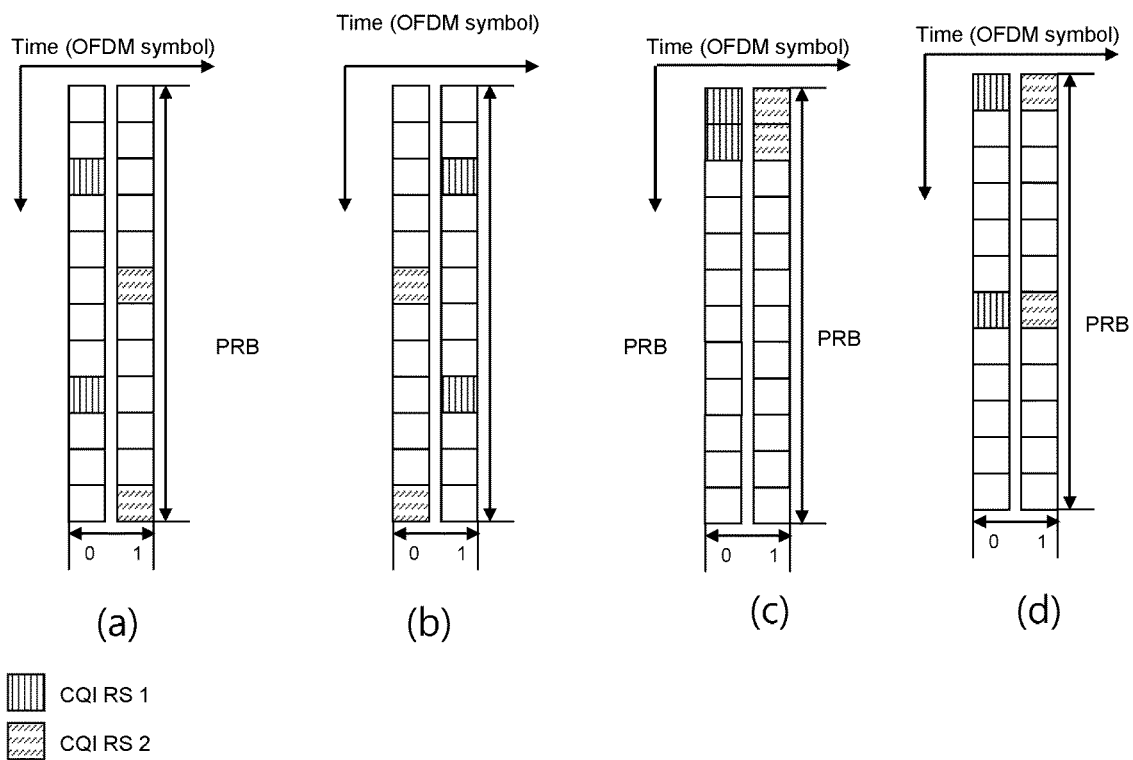 Time (OFDM symbol)
Time (OFDM symbol)
Time (OFDM symbol)
Time (OFDM symbol)
PRB
PRB
PRB
PRB
0 1
0 1
0 1
0 1
(a)
(b)
(c)
(d)
CQI RS 1
CQI RS 2